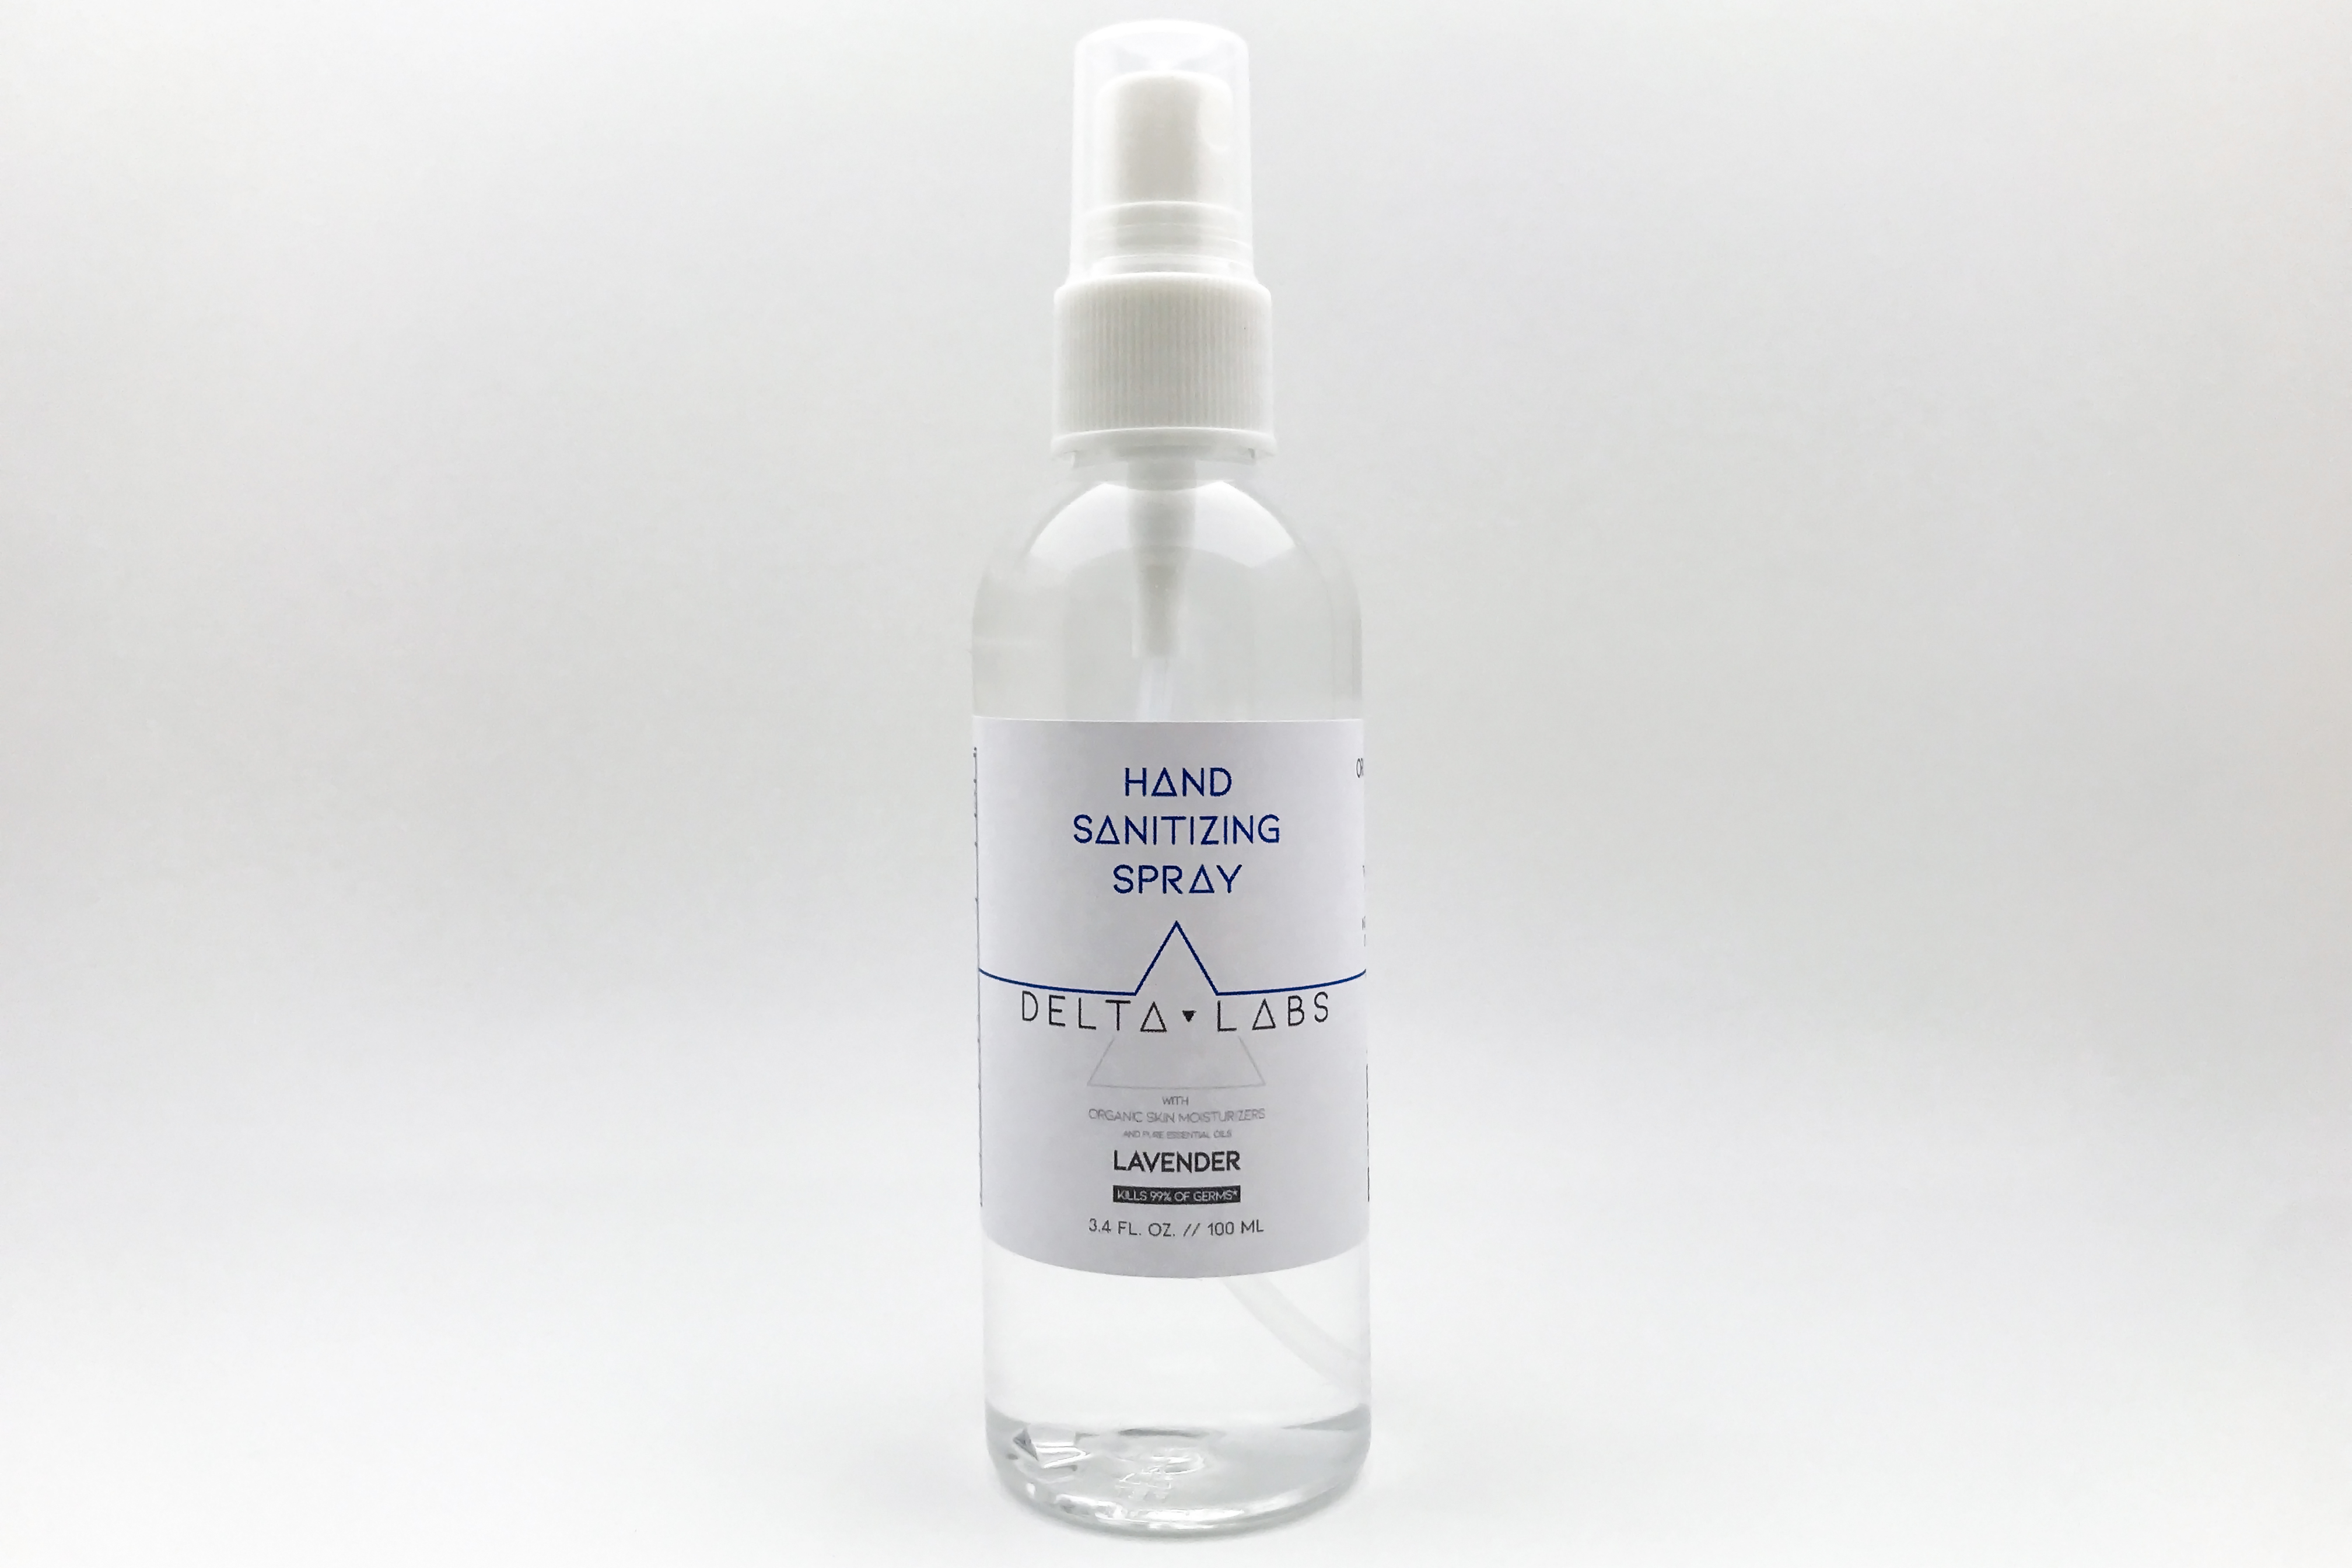 HAND
SANITIZING
SPRAY
DELTA LABS
WITH
ORGANIC SKIN MOISTURIZERS
AND PURE ESSENTIAL OILS
LAVENDER
KILLS 99% OF GERMS*
3.4 FL. OZ. // 100 ML